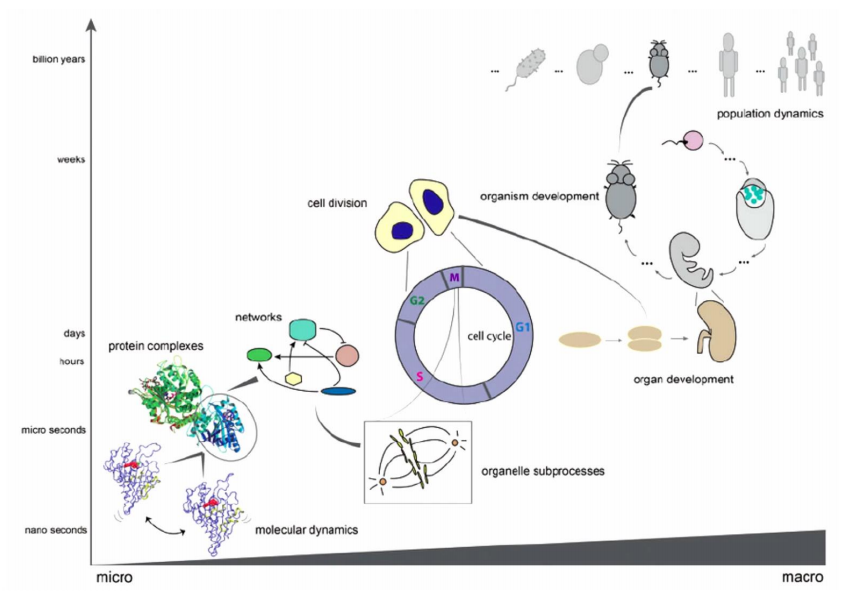 billion years
...
...
...
...
...
population dynamics
weeks
...
organism development
cell division
...
...
M
G2
networks
days
G1
cell cycle
protein complexes
hours
organ development
S
micro seconds
organelle subprocesses
nano seconds
molecular dynamics
micro
macro